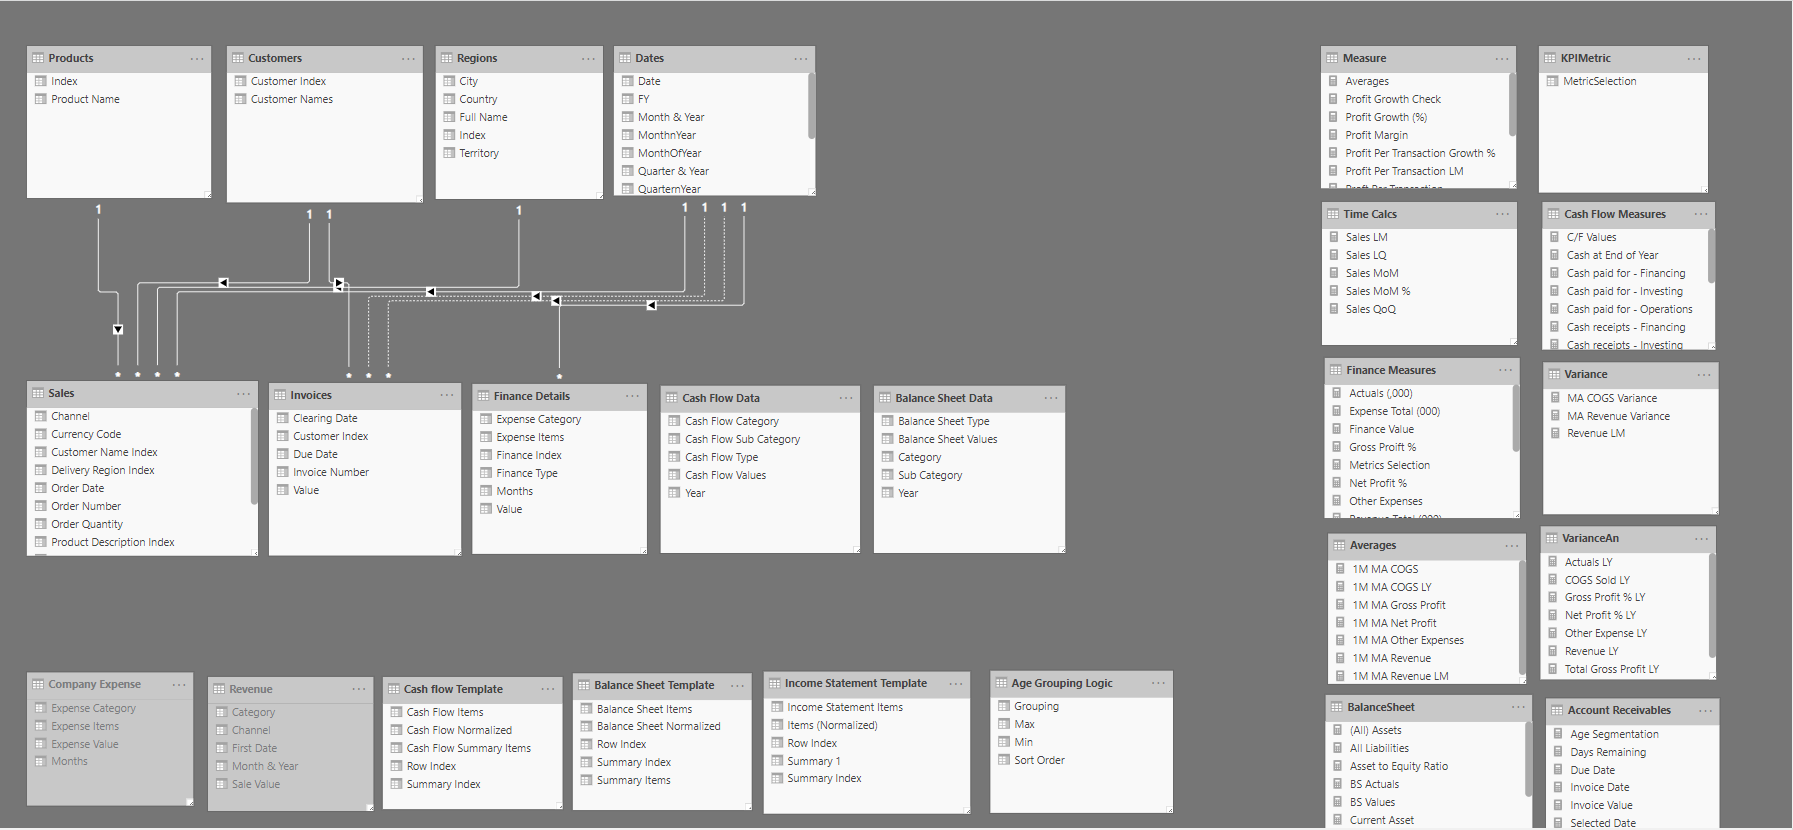 Products
Index
Product Name
Customers
Customer Index
Customer Names
Regions
City
Country
Full Name
Index
Territory
Dates
Date
FY
Month & Year
MonthnYear
MonthOfYear
Quarter & Year
QuarternYear
1
1
1
1
1
1
1
1
*
*
*
*
*
*
*
*
Sales
Channel
Currency Code
Customer Name Index
Delivery Region Index
Order Date
Order Number
Order Quantity
Product Description Index
Invoices
Clearing Date
Customer Index
Due Date
Invoice Number
Value
Finance Details
Expense Category
Expense Items
Finance Index
Finance Type
Months
Value
Cash Flow Data
Cash Flow Category
Cash Flow Sub Category
Cash Flow Type
Cash Flow Values
Year
Balance Sheet Data
Balance Sheet Type
Balance Sheet Values
Category
Sub Category
Year
Company Expense
Expense Category
Expense Items
Expense Value
Months
Revenue
Category
Channel
First Date
Month & Year
Sale Value
Cash flow Template
Cash Flow Items
Cash Flow Normalized
Cash Flow Summary Items
Row Index
Summary Index
Balance Sheet Template
Balance Sheet Items
Balance Sheet Normalized
Row Index
Summary Index
Summary Items
Income Statement Template
Income Statement Items
Items (Normalized)
Row Index
Summary 1
Summary Index
Age Grouping Logic
Grouping
Max
Min
Sort Order
Measure
Averages
Profit Growth Check
Profit Growth (%)
Profit Margin
Profit Per Transaction Growth %
Profit Per Transaction LM
Profit Per Transaction
KPIMetric
MetricSelection
Time Calcs
Sales LM
Sales LQ
Sales MoM
Sales MoM %
Sales QoQ
Cash Flow Measures
C/F Values
Cash at End of Year
Cash paid for - Financing
Cash paid for - Investing
Cash paid for - Operations
Cash receipts - Financing
Cash receipts - Investing
Finance Measures
Actuals (,000)
Expense Total (000)
Finance Value
Gross Proift %
Metrics Selection
Net Profit %
Other Expenses
Revenue Total (000)
Variance
MA COGS Variance
MA Revenue Variance
Revenue LM
Averages
1M MA COGS
1M MA COGS LY
1M MA Gross Profit
1M MA Net Profit
1M MA Other Expenses
1M MA Revenue
1M MA Revenue LM
VarianceAn
Actuals LY
COGS Sold LY
Gross Profit % LY
Net Profit % LY
Other Expense LY
Revenue LY
Total Gross Profit LY
BalanceSheet
(All) Assets
All Liabilities
Asset to Equity Ratio
BS Actuals
BS Values
Current Asset
Account Receivables
Age Segmentation
Days Remaining
Due Date
Invoice Date
Invoice Value
Selected Date